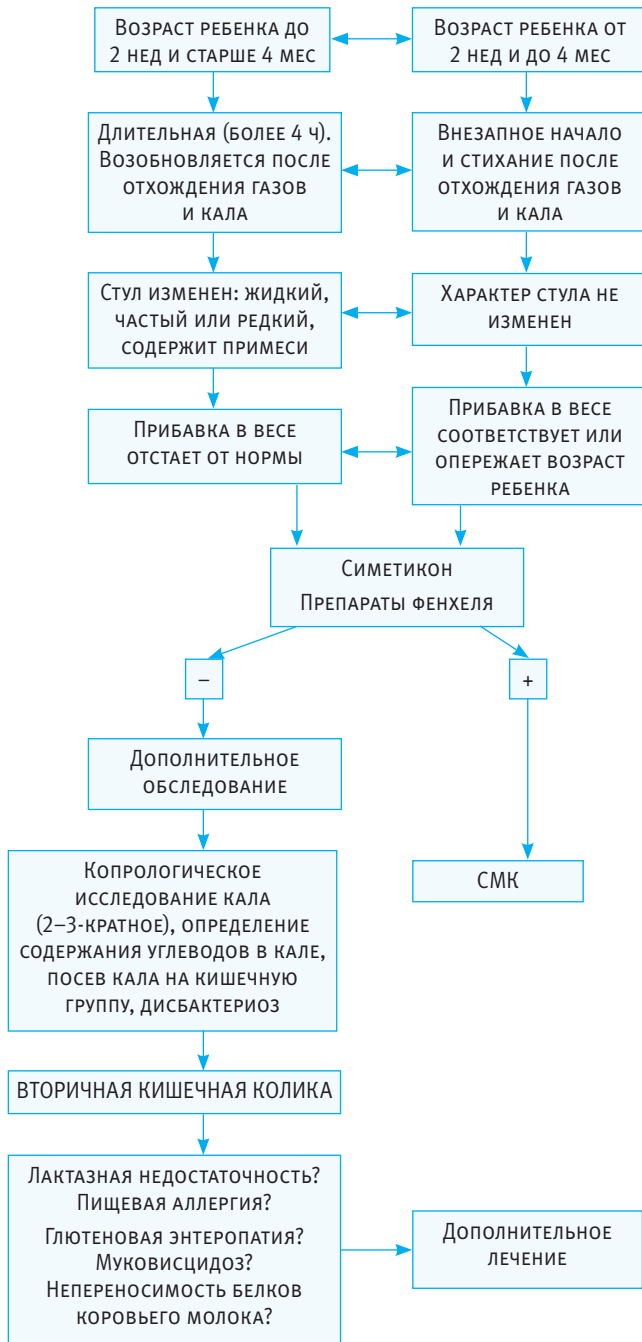 Возраст ребенка до
2 нед и старше 4 мес
Возраст ребенка от
2 нед и до 4 мес
Длительная (более 4 ч).
Возобновляется после
отхождения газов
и кала
Внезапное начало
и стихание после
отхождения газов
и кала
Стул изменен: жидкий,
частый или редкий,
содержит примеси
Характер стула не
изменен
Прибавка в весе
отстает от нормы
Прибавка в весе
соответствует или
опережает возраст
ребенка
Симетикон
Препараты фенхеля
–
+
Дополнительное
обследование
Копрологическое
исследование кала
(2–3-кратное), определение
содержания углеводов в кале,
посев кала на кишечную
группу, дисбактериоз
СМК
ВТОРИЧНАЯ КИШЕЧНАЯ КОЛИКА
Лактазная недостаточность?
Пищевая аллергия?
Глютеновая энтеропатия?
Муковисцидоз?
Непереносимость белков
коровьего молока?
Дополнительное
лечение